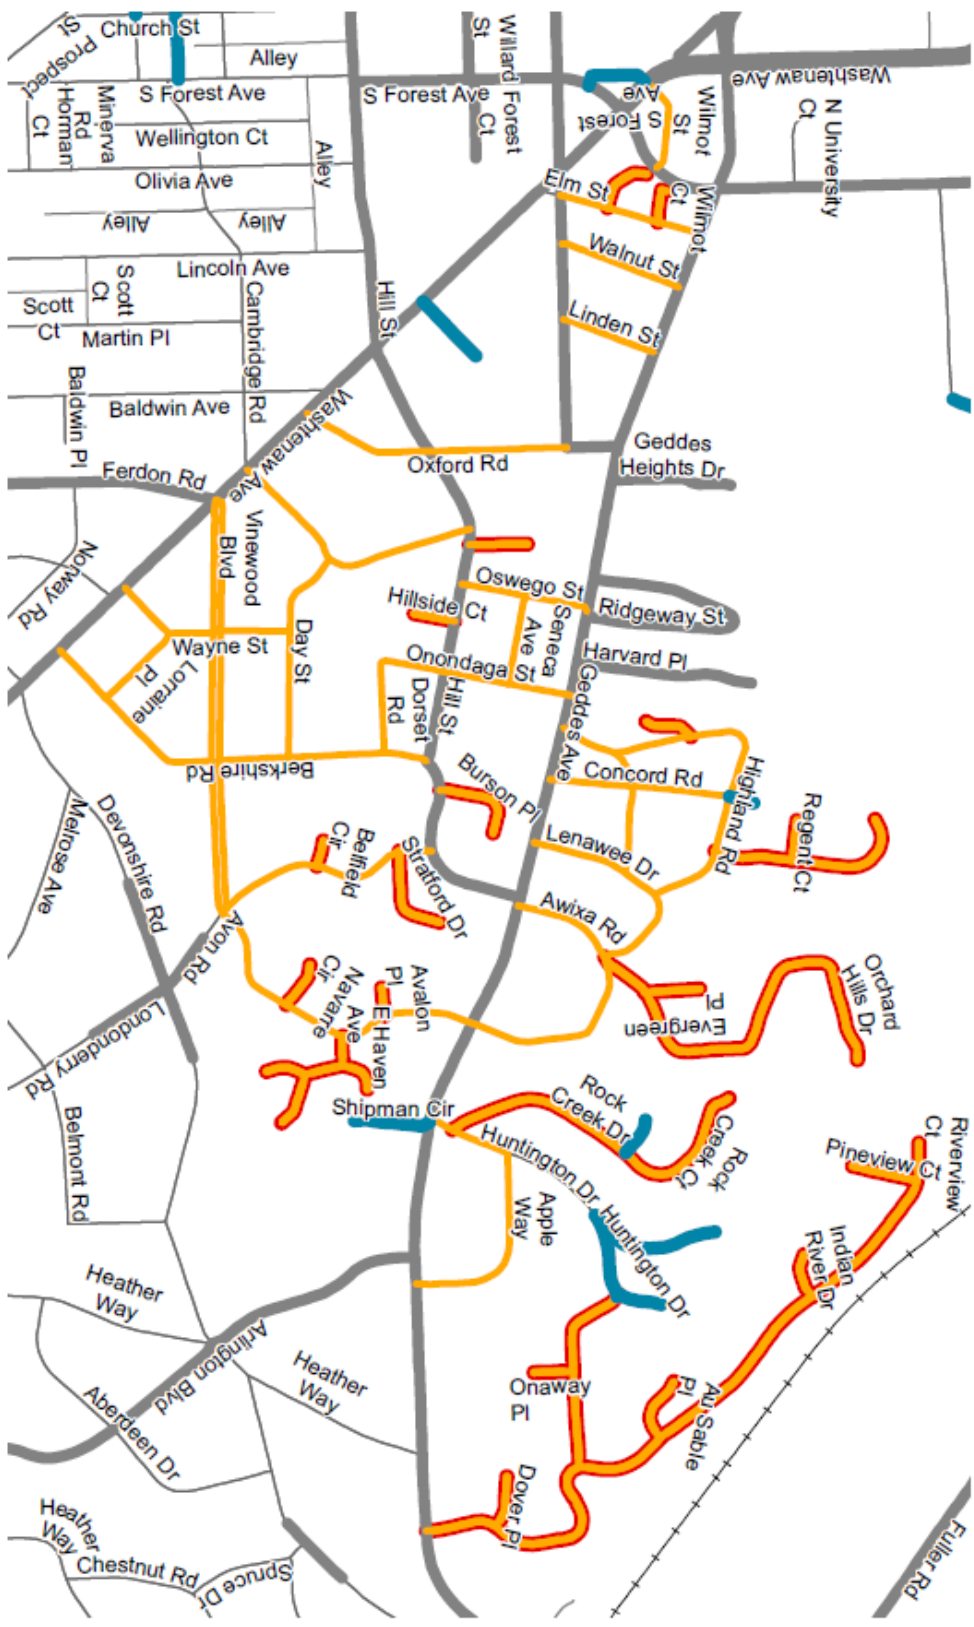 Church St
Prospect
St
Alley
S Forest Ave
Minerva
Rd
Horman
Ct
Wellington Ct
Alley
Olivia Ave
Alley
Alley
Lincoln Ave
Scott
Ct
Scott
Ct
Martin Pl
Cambridge Rd
Baldwin Pl
Baldwin Ave
Willard
St
Forest
Ct
S Forest Ave
S Forest
Ave
Wilmot
St
Washtenaw Ave
N University
Ct
Elm St
Wilmot
Ct
Walnut St
Linden St
Hill St
Washtenaw Ave
Oxford Rd
Geddes
Heights Dr
Ferdon Rd
Vinewood
Blvd
Norway Rd
Oswego St
Hillside Ct
Seneca
Ave
Ridgeway St
Harvard Pl
Onondaga St
Wayne St
Day St
Lorraine
Pl
Dorset
Rd
Hill St
Geddes Ave
Berkshire Rd
Burson Pl
Concord Rd
Highland Rd
Regent Ct
Lenawee Dr
Melrose Ave
Devonshire Rd
Belfield
Cir
Stratford Dr
Awixa Rd
Avon Rd
Navarre
Cir
Avalon
Pl
E Haven
Ave
Evergreen
Pl
Orchard
Hills Dr
Londonderry Rd
Shipman Cir
Rock
Creek Dr
Rock
Creek Ct
Belmont Rd
Huntington Dr
Apple
Way
Huntington Dr
Riverview
Ct
Pineview Ct
Indian
River Dr
Heather
Way
Arlington Blvd
Heather
Way
Onaway
Pl
Au Sable
Pl
Aberdeen Dr
Dover Pl
Heather
Way
Chestnut Rd
Spruce Dr
Fuller Rd